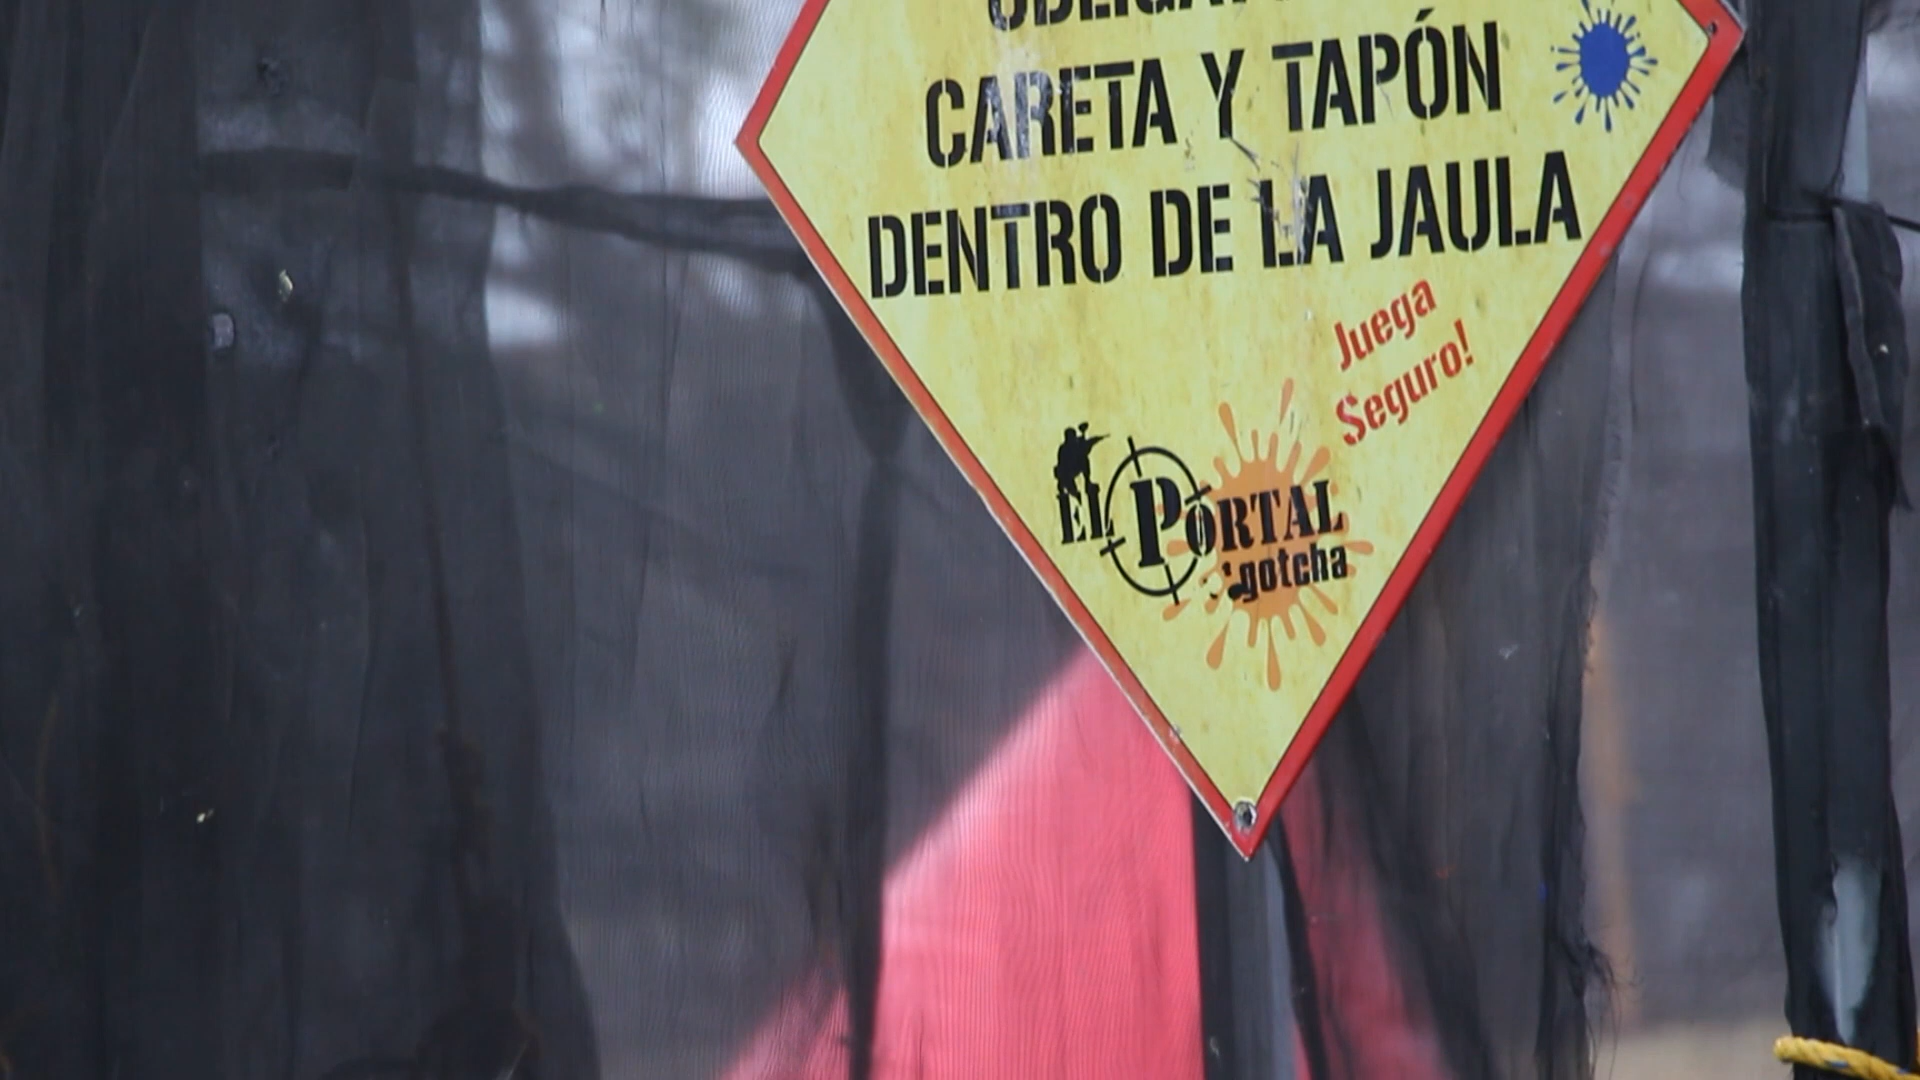 CARETA Y TAPÓN
DENTRO DE LA JAULA
Juega
Seguro!
EL PORTAL
gotcha